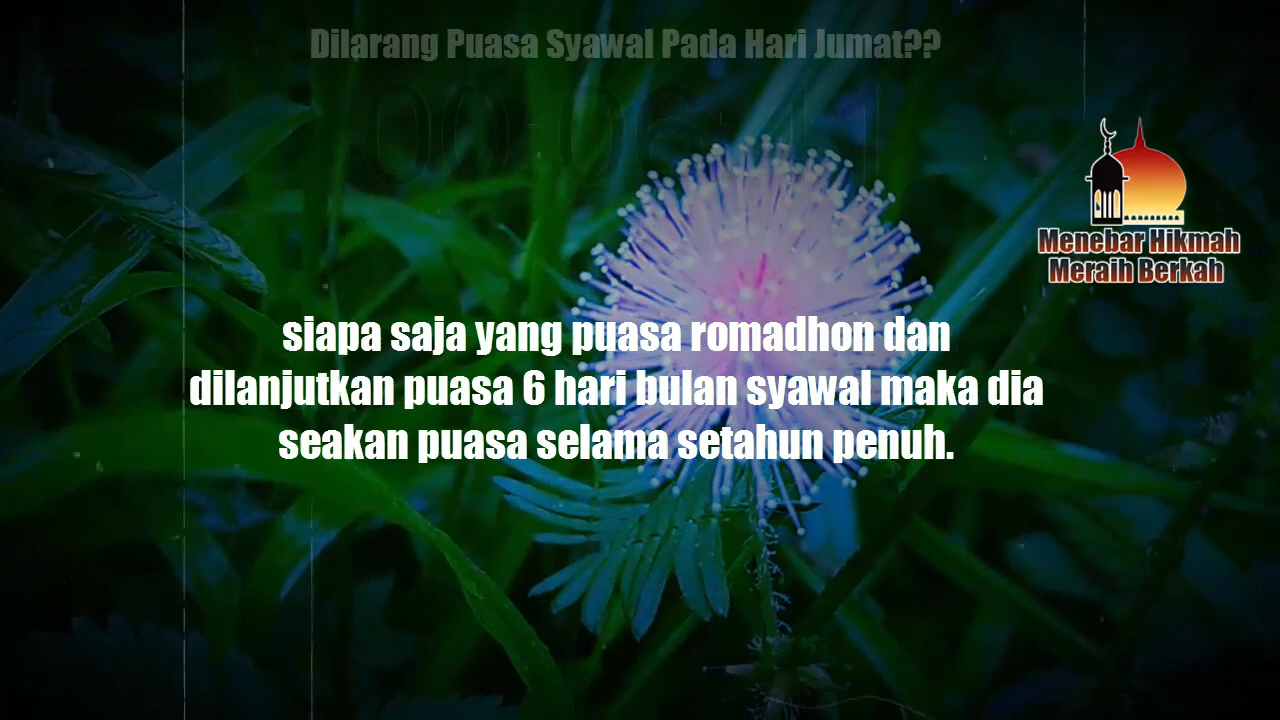 Dilarang Puasa Syawal Pada Hari Jumat??
Menebar Hikmah
Meraih Berkah
siapa saja yang puasa romadhon dan
dilanjutkan puasa 6 hari bulan syawal maka dia
seakan puasa selama setahun penuh.